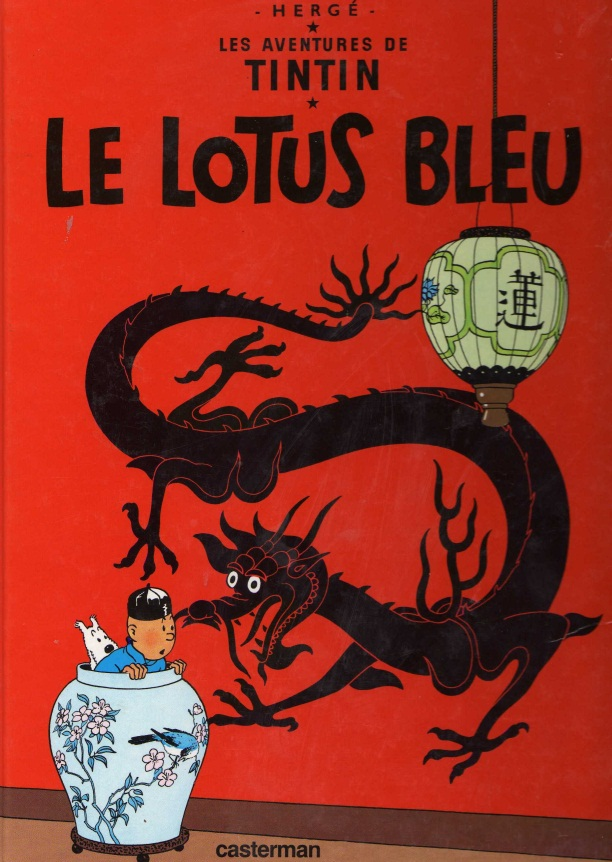 - HERGÉ -
LES AVENTURES DE
TINTIN
LE LOTUS BLEU
蓮
casterman